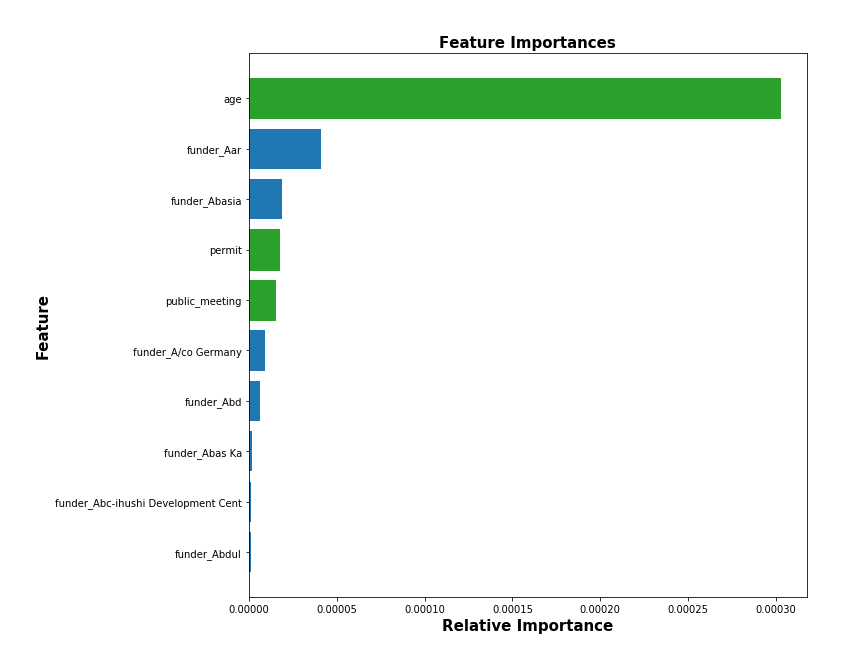 Feature Importances
age
funder_Aar
funder_Abasia
permit
public_meeting
funder_A/co Germany
funder_Abd
funder_Abas Ka
funder_Abc-ihushi Development Cent
funder_Abdul
Feature
0.00000 0.00005 0.00010 0.00015 0.00020 0.00025 0.00030
Relative Importance